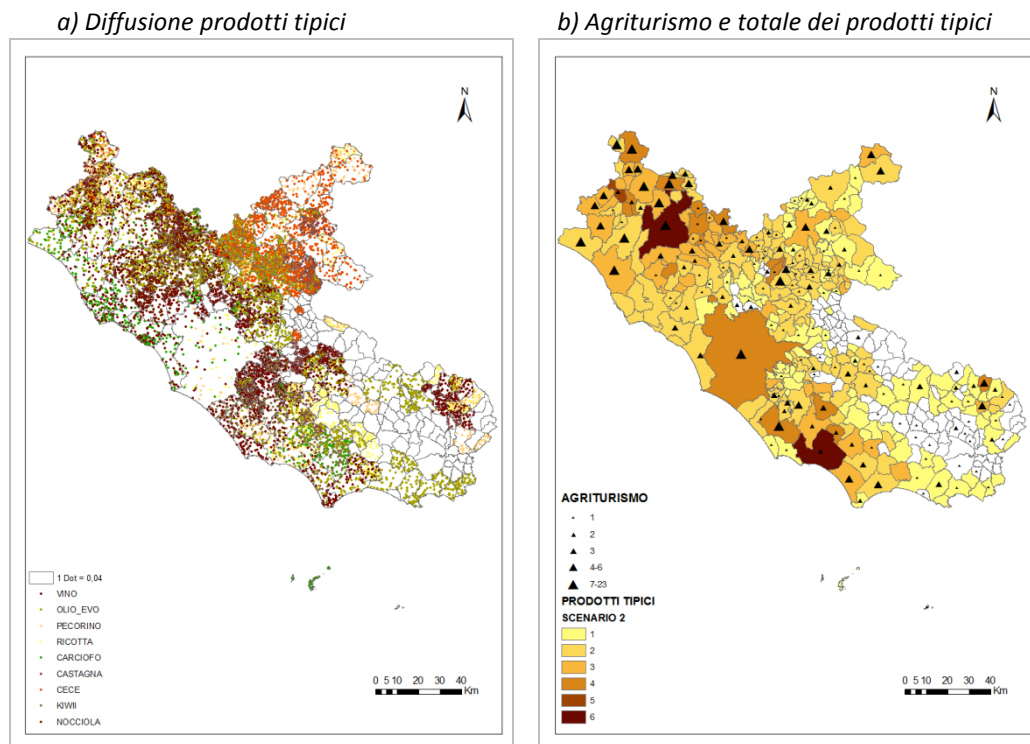 a) Diffusione prodotti tipici
b) Agriturismo e totale dei prodotti tipici
N
1 Dot = 0,04
VINO
OLIO_EVO
PECORINO
RICOTTA
CARCIOFO
CASTAGNA
CECE
KIWII
NOCCIOLA
0 5 10 20 30 40
Km
N
AGRITURISMO
1
2
3
4-6
7-23
PRODOTTI TIPICI
SCENARIO 2
1
2
3
4
5
6
0 5 10 20 30 40
Km